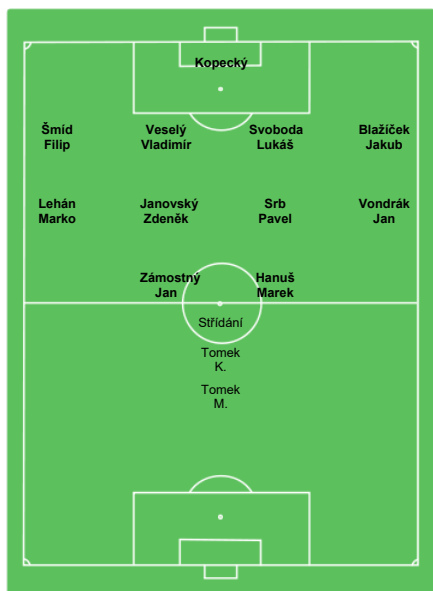 Kopecký
Šmíd Veselý Svoboda Blažíček
Filip Vladimír Lukáš Jakub
Lehán Janovský Srb Vondrák
Marko Zdeněk Pavel Jan
Zámostný Hanuš
Jan Marek
Střídání
Tomek
K.
Tomek
M.